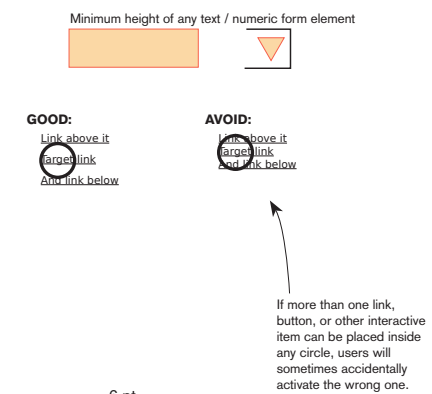 Minimum height of any text / numeric form element
GOOD:
Link above it
Target link
And link below
AVOID:
Link above it
Target link
And link below
If more than one link,
button, or other interactive
item can be placed inside
any circle, users will
sometimes accidentally
activate the wrong one.
6 pt